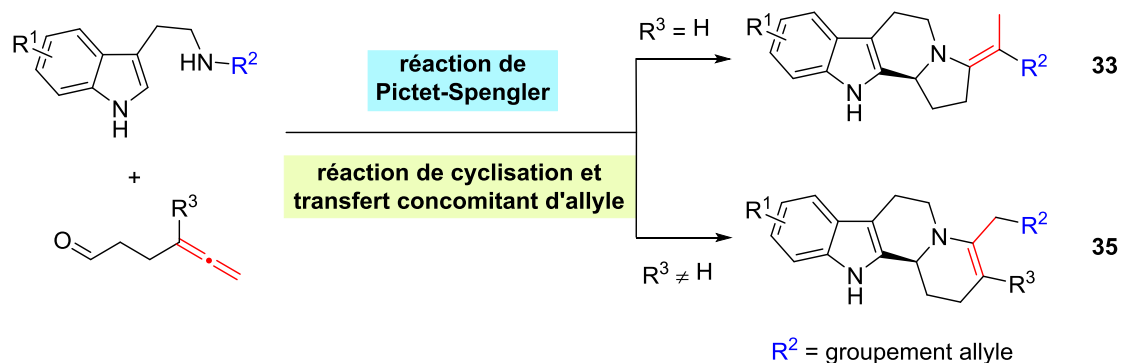 R1
HN
R2
N
H
+
O
R3
réaction de
Pictet-Spengler
réaction de cyclisation et
transfert concomitant d'allyle
R3 = H
R3 ≠ H
R1
N
R2
N
H
33
R1
N
R2
R3
N
H
35
R2 = groupement allyle